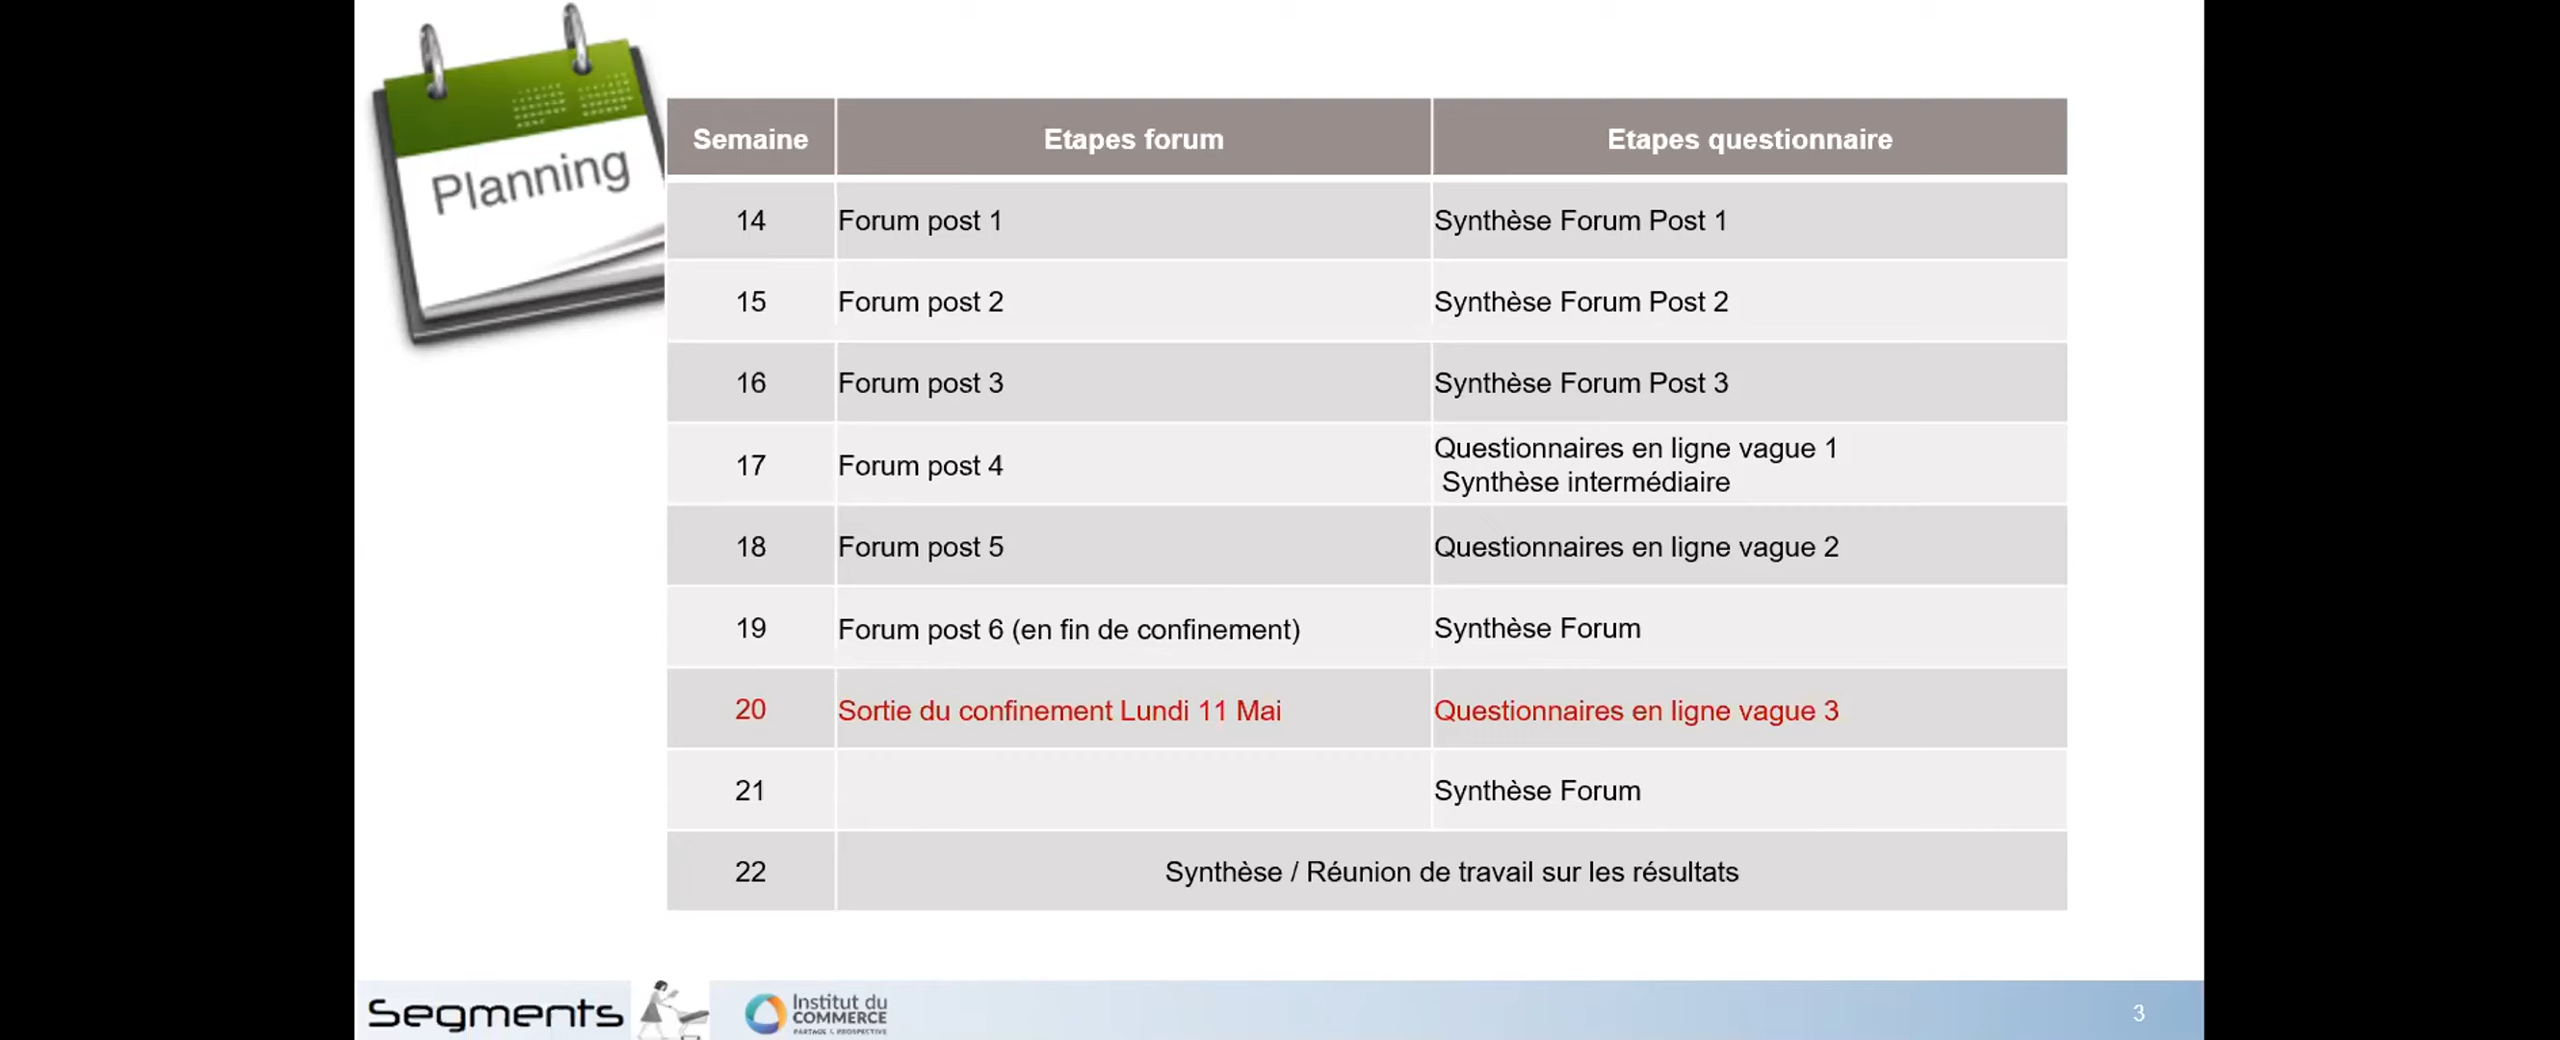 Planning
Semaine Etapes forum Etapes questionnaire
14 Forum post 1 Synthèse Forum Post 1
15 Forum post 2 Synthèse Forum Post 2
16 Forum post 3 Synthèse Forum Post 3
17 Forum post 4 Questionnaires en ligne vague 1
Synthèse intermédiaire
18 Forum post 5 Questionnaires en ligne vague 2
19 Forum post 6 (en fin de confinement) Synthèse Forum
20 Sortie du confinement Lundi 11 Mai Questionnaires en ligne vague 3
21 Synthèse Forum
22 Synthèse / Réunion de travail sur les résultats
Segments
Institut du
COMMERCE
PARTAGE & PROSPECTIVE
3